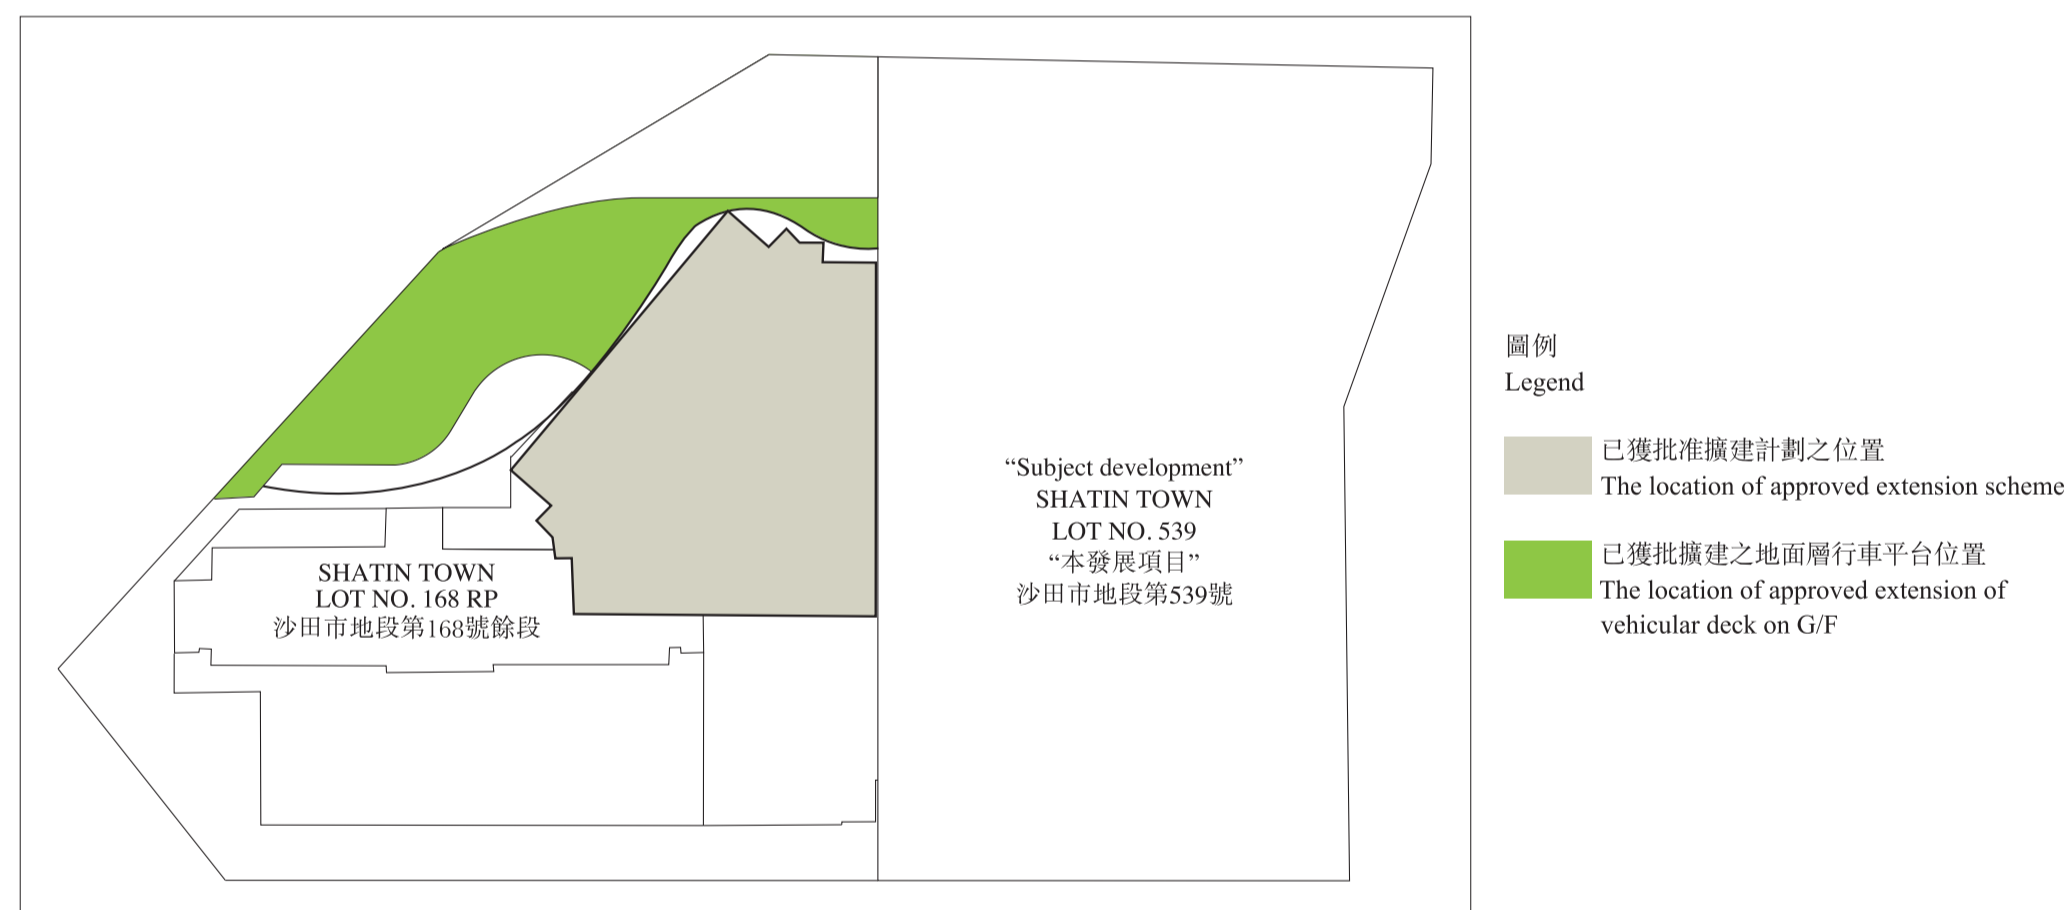 SHATIN TOWN
LOT NO. 168 RP
沙田市地段第168號餘段
“Subject development”
SHATIN TOWN
LOT NO. 539
“本發展項目”
沙田市地段第539號
圖例
Legend
已獲批准擴建計劃之位置
The location of approved extension scheme
已獲批擴建之地面層行車平台位置
The location of approved extension of
vehicular deck on G/F